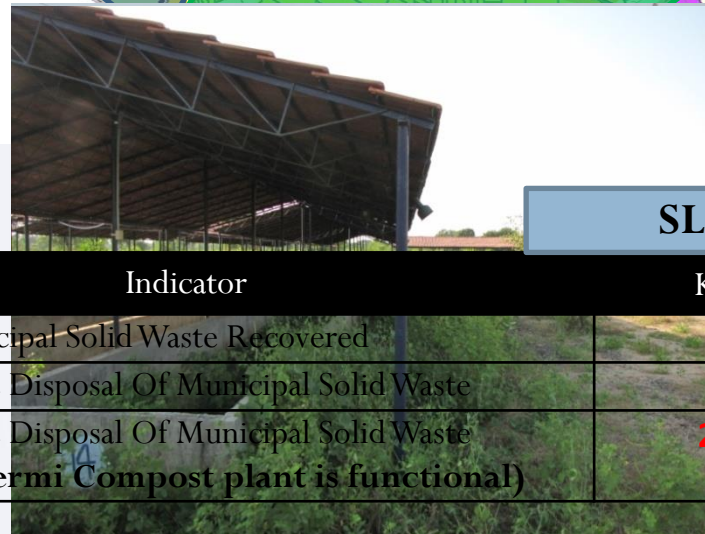 SL
Indicator K
cipal Solid Waste Recovered
Disposal Of Municipal Solid Waste
Disposal Of Municipal Solid Waste 2
ermi Compost plant is functional)